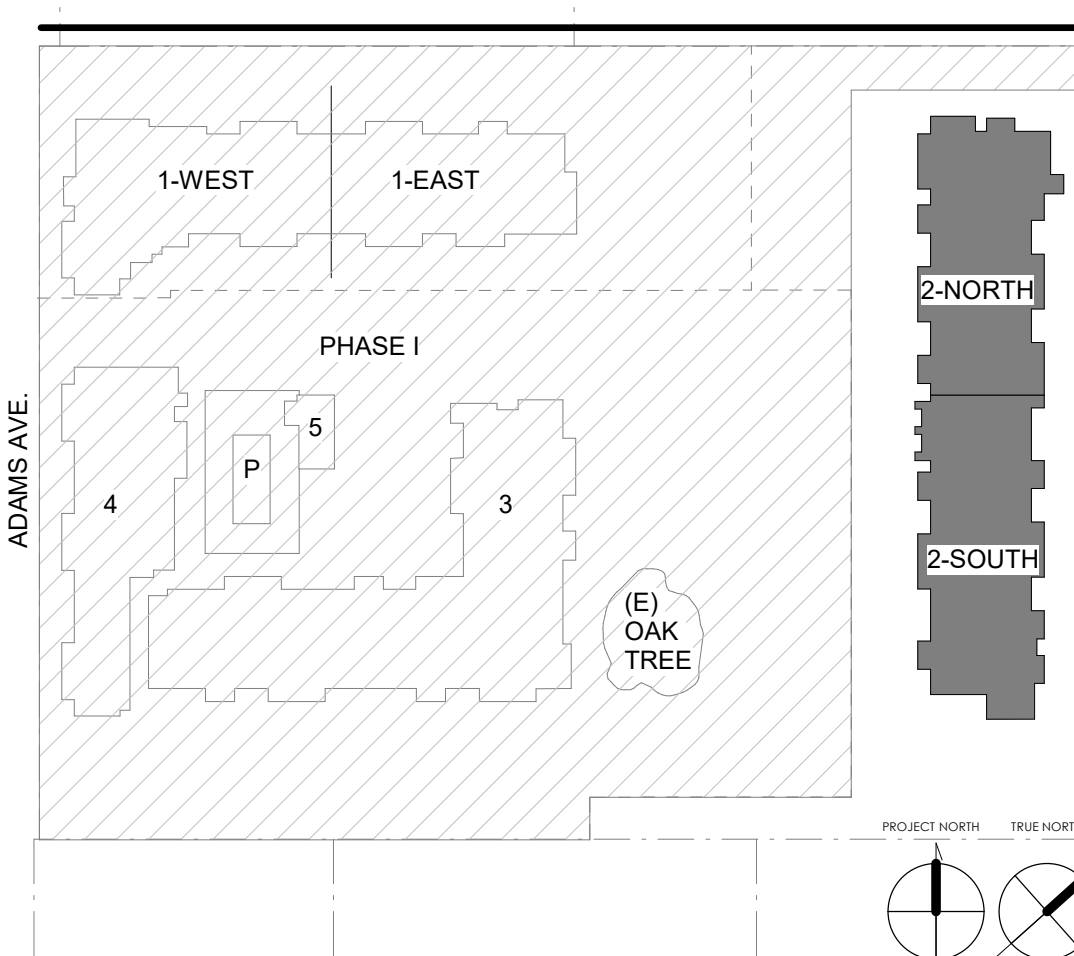 1-WEST
1-EAST
2-NORTH
PHASE I
ADAMS AVE.
5
P
4
3
2-SOUTH
(E)
OAK
TREE
PROJECT NORTH
TRUE NORT